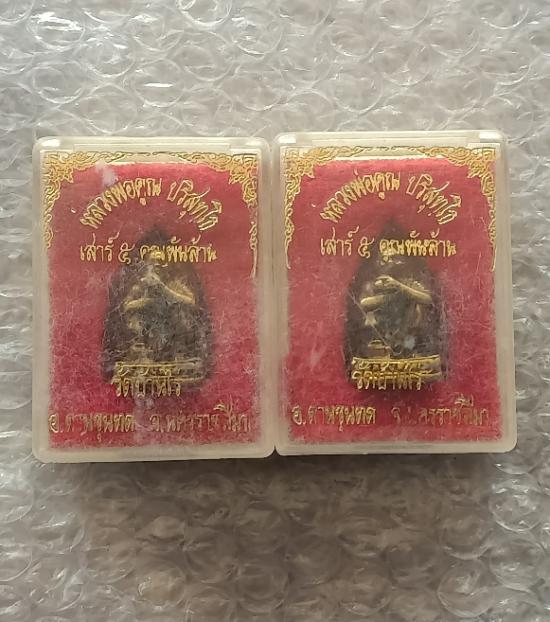 หลวงพ่อคูณ ปริสุทฺโธ
เสาร์ ๕ คูณพันล้าน
วัดบ้านไร่
อ.ด่านขุนทด จ.นครราชสีมา
หลวงพ่อคูณ ปริสุทฺโธ
เสาร์ ๕ คูณพันล้าน
วัดบ้านไร่
อ.ด่านขุนทด จ.นครราชสีมา